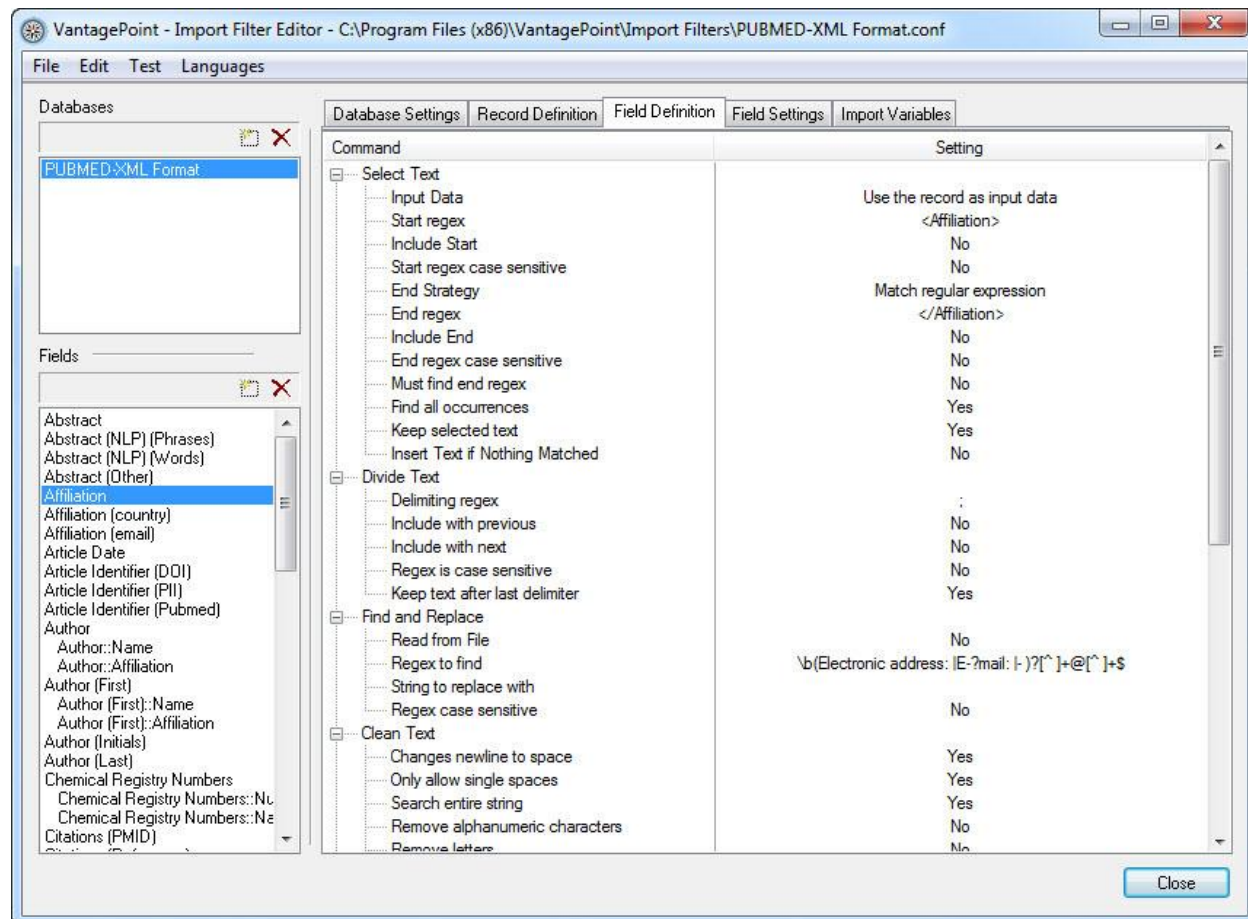 VantagePoint - Import Filter Editor - C:\Program Files (x86)\VantagePoint\Import Filters\PUBMED-XML Format.conf
File Edit Test Languages
Databases
PUBMED-XML Format
Fields
Abstract
Abstract (NLP) (Phrases)
Abstract (NLP) (Words)
Abstract (Other)
Affiliation
Affiliation (country)
Affiliation (email)
Article Date
Article Identifier (DOI)
Article Identifier (PII)
Article Identifier (Pubmed)
Author
Author::Name
Author::Affiliation
Author (First)
Author (First)::Name
Author (First)::Affiliation
Author (Initials)
Author (Last)
Chemical Registry Numbers
Chemical Registry Numbers::Nu
Chemical Registry Numbers::Na
Citations (PMID)
Database Settings Record Definition Field Definition Field Settings Import Variables
Command Setting
Select Text
Input Data Use the record as input data
Start regex <Affiliation>
Include Start No
Start regex case sensitive No
End Strategy Match regular expression
End regex </Affiliation>
Include End No
End regex case sensitive No
Must find end regex No
Find all occurrences Yes
Keep selected text Yes
Insert Text if Nothing Matched No
Divide Text
Delimiting regex ;
Include with previous No
Include with next No
Regex is case sensitive No
Keep text after last delimiter Yes
Find and Replace
Read from File No
Regex to find \b(Electronic address: |E-?mail: |- )?[^ ]+@[^ ]+$
String to replace with
Regex case sensitive No
Clean Text
Changes newline to space Yes
Only allow single spaces Yes
Search entire string Yes
Remove alphanumeric characters No
Remove letters No
Close